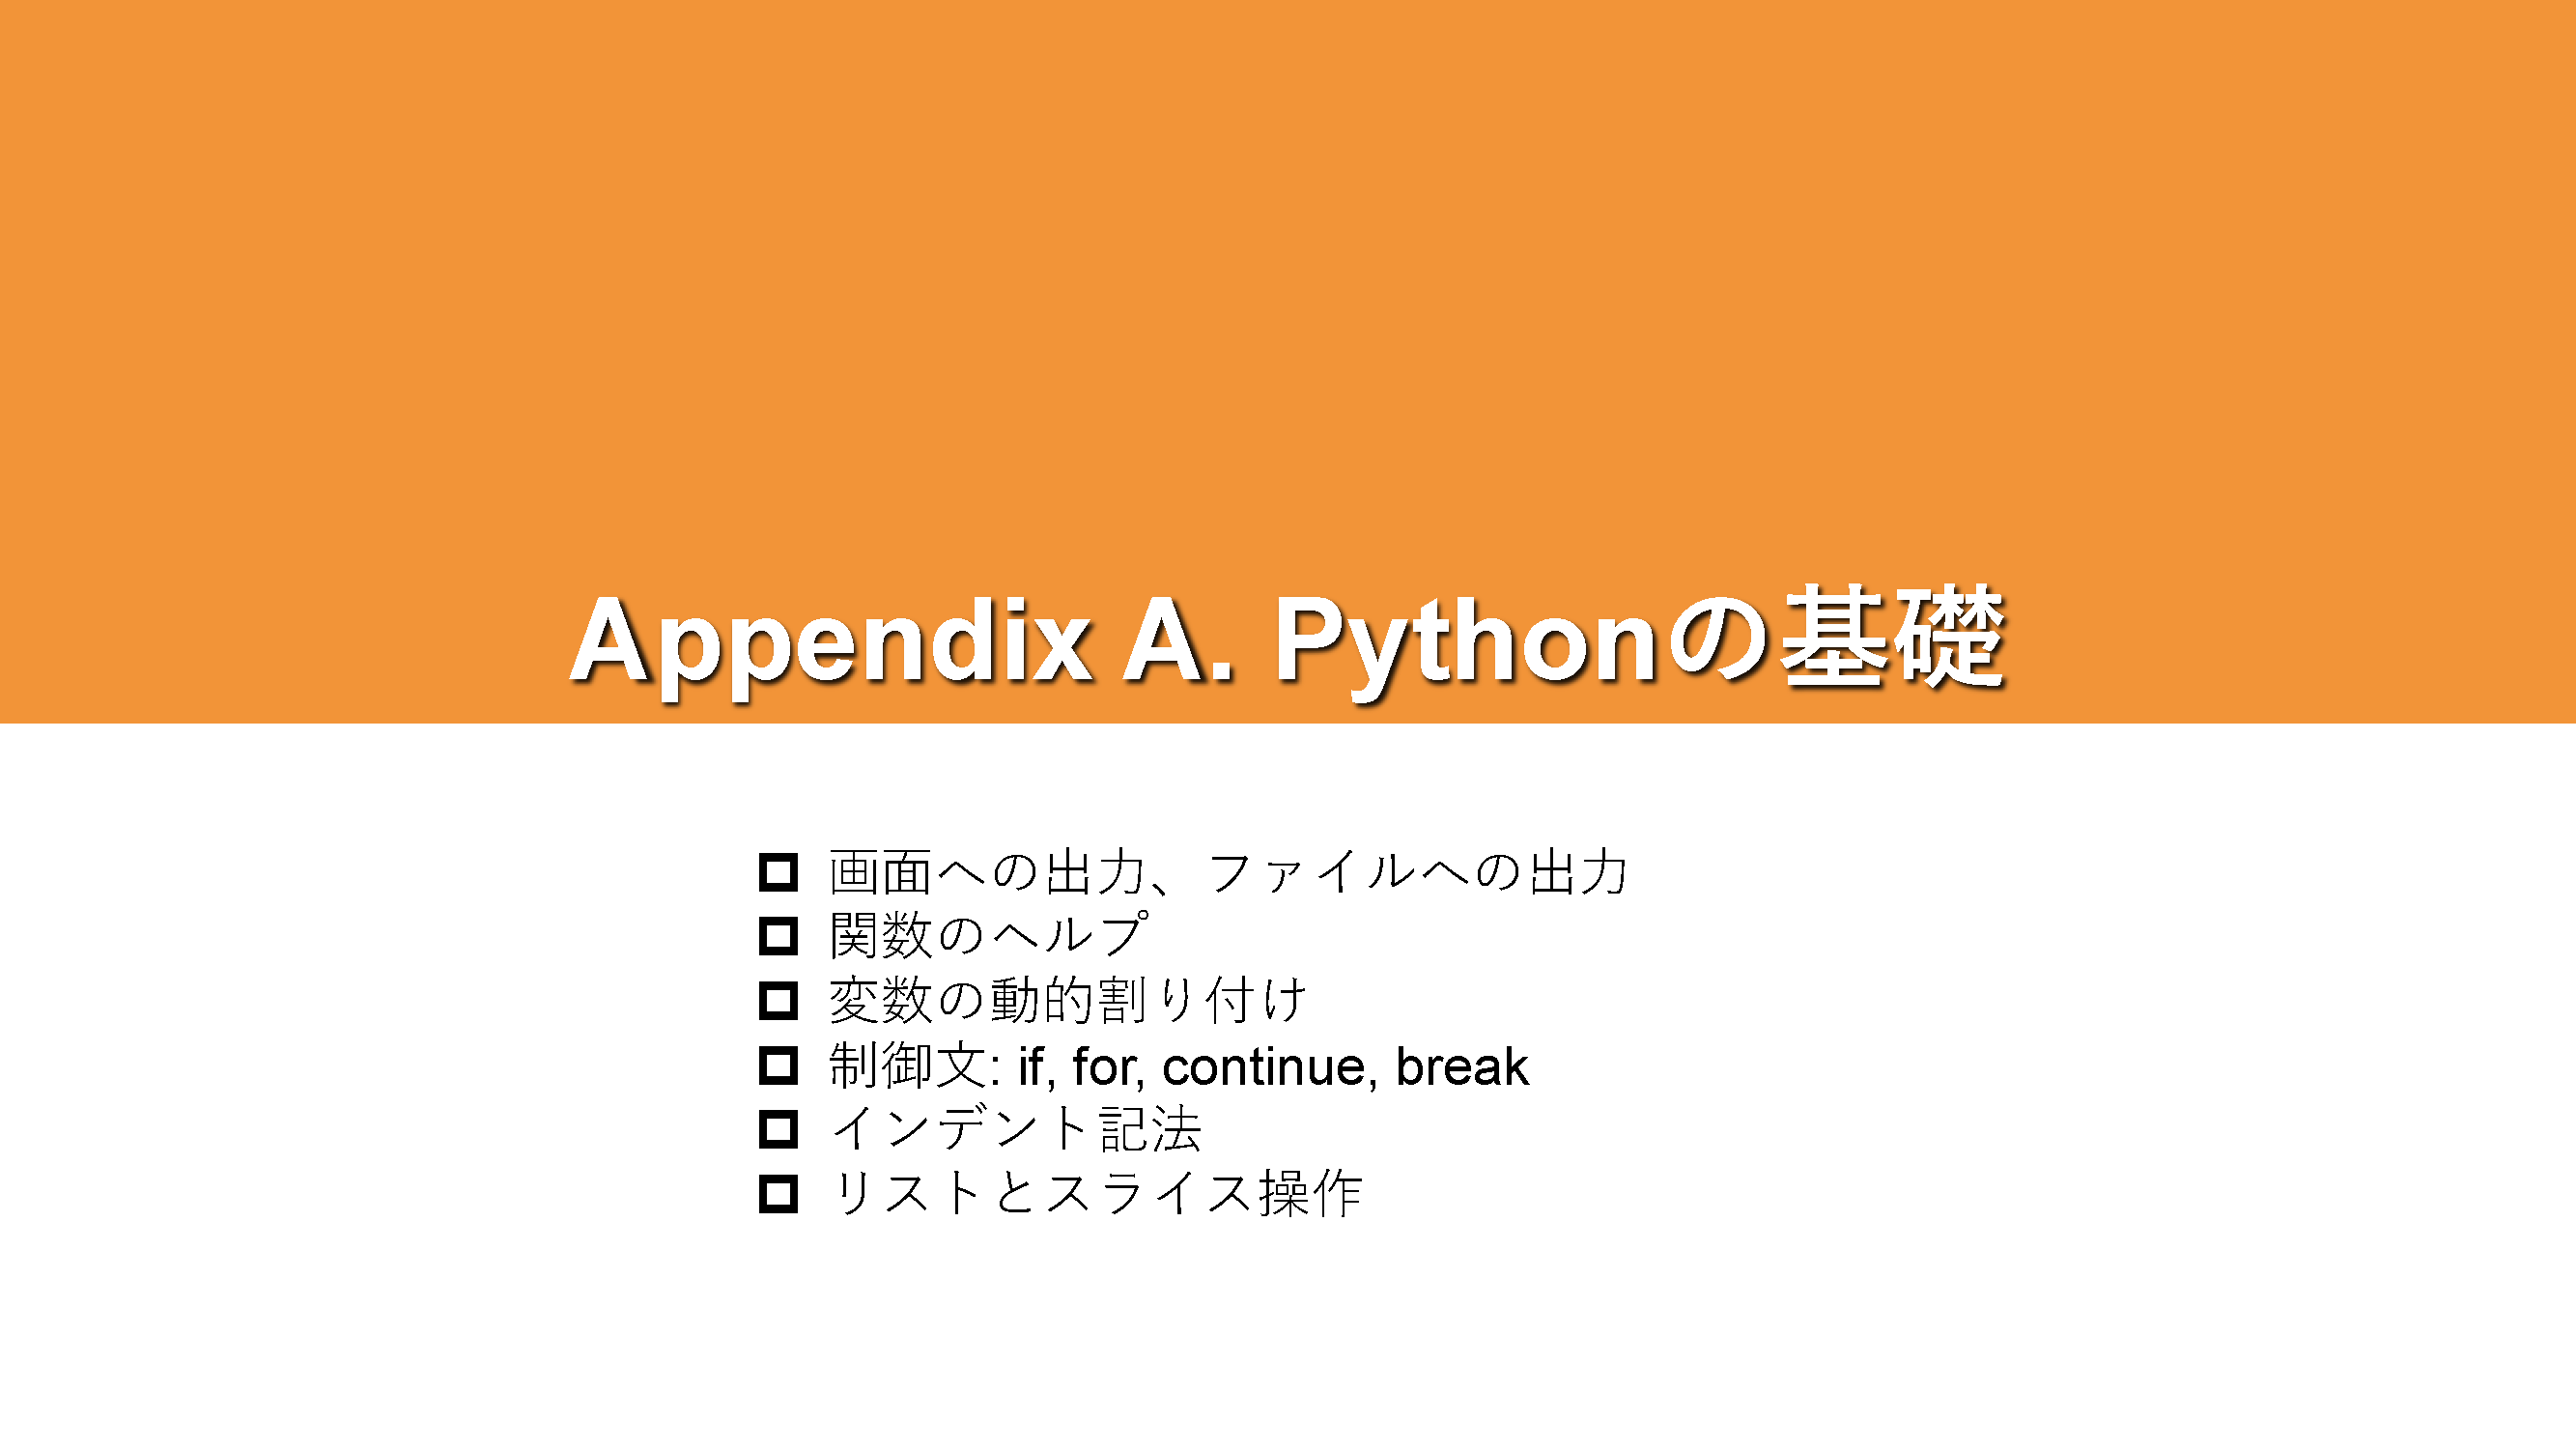 Appendix A. Pythonの基礎
画面への出力、ファイルへの出力
関数のヘルプ
変数の動的割り付け
制御文: if, for, continue, break
インデント記法
リストとスライス操作